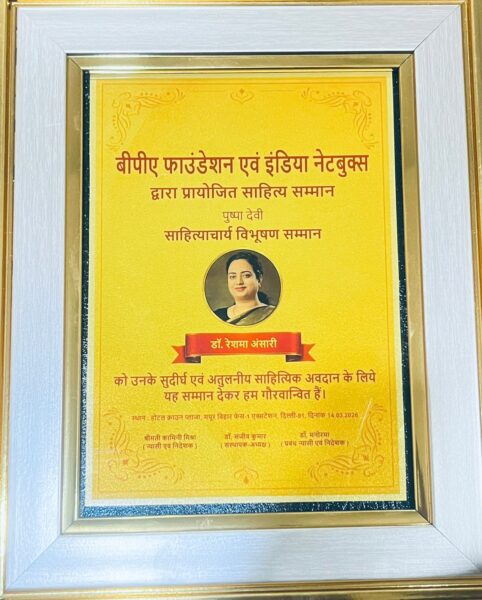 बीपीए फाउंडेशन एवं इंडिया नेटबुक्स
द्वारा प्रायोजित साहित्य सम्मान
पुष्पा देवी
साहित्याचार्य विभूषण सम्मान
डॉ. रेशमा अंसारी
को उनके सुदीर्घ एवं अतुलनीय साहित्यिक अवदान के लिये
यह सम्मान देकर हम गौरवान्वित हैं।
स्थान : होटल क्राउन प्लाजा, मयूर विहार फेस-1 एक्सटेंशन, दिल्ली-91, दिनांक 14.03.2026
श्रीमती कामिनी मिश्रा डॉ. संजीव कुमार डॉ. मनोरमा
( न्यासी एवं निदेशक ) ( संस्थापक-अध्यक्ष ) ( प्रबंध न्यासी एवं निदेशक )